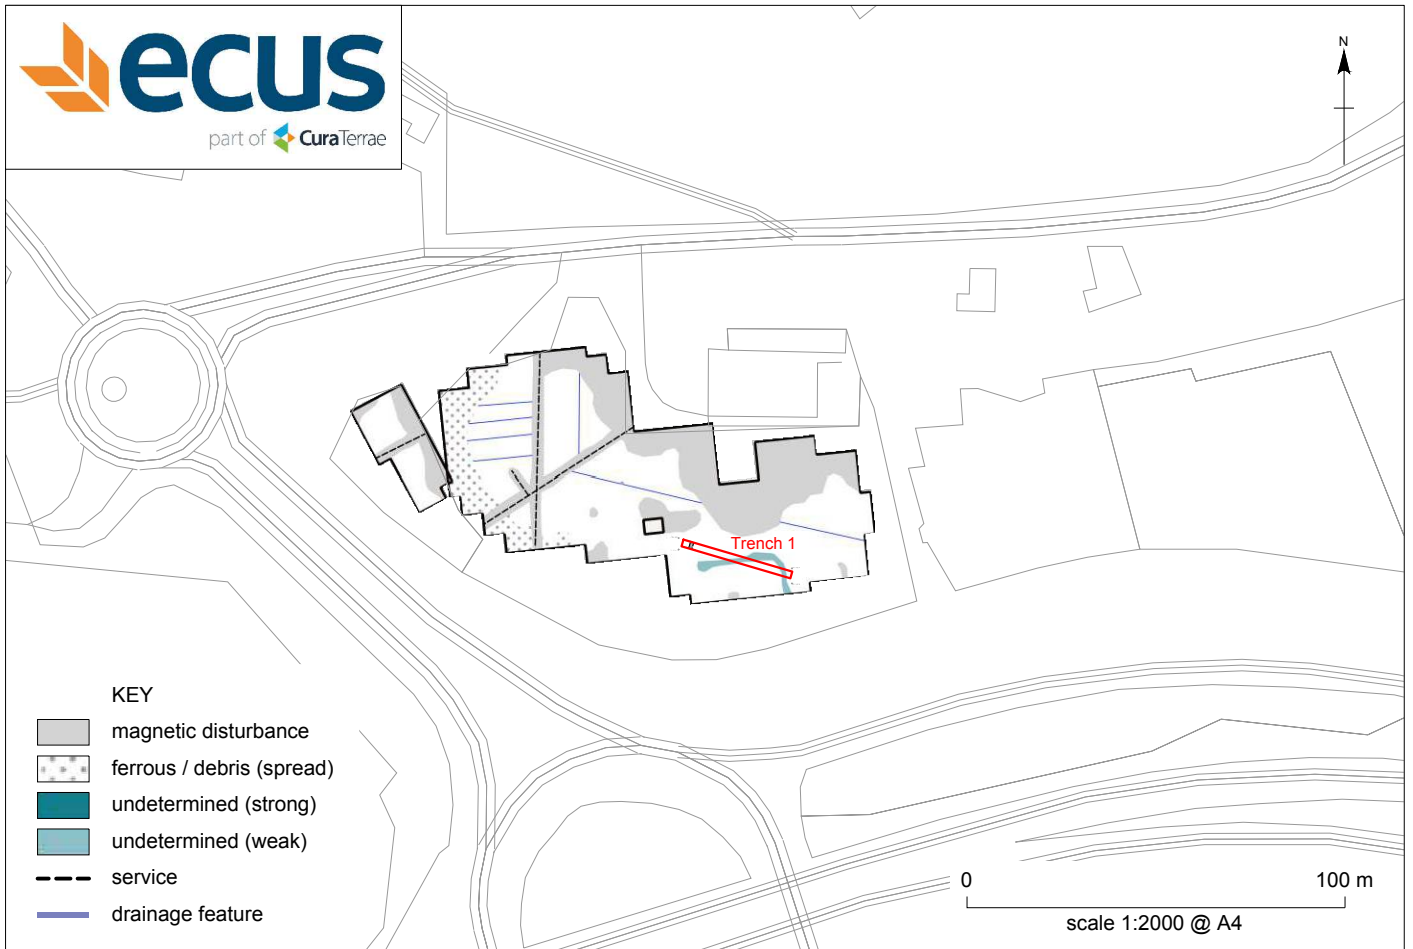 ecus
part of CuraTerrae
N
Trench 1
KEY
magnetic disturbance
ferrous / debris (spread)
undetermined (strong)
undetermined (weak)
service
drainage feature
0 100 m
scale 1:2000 @ A4